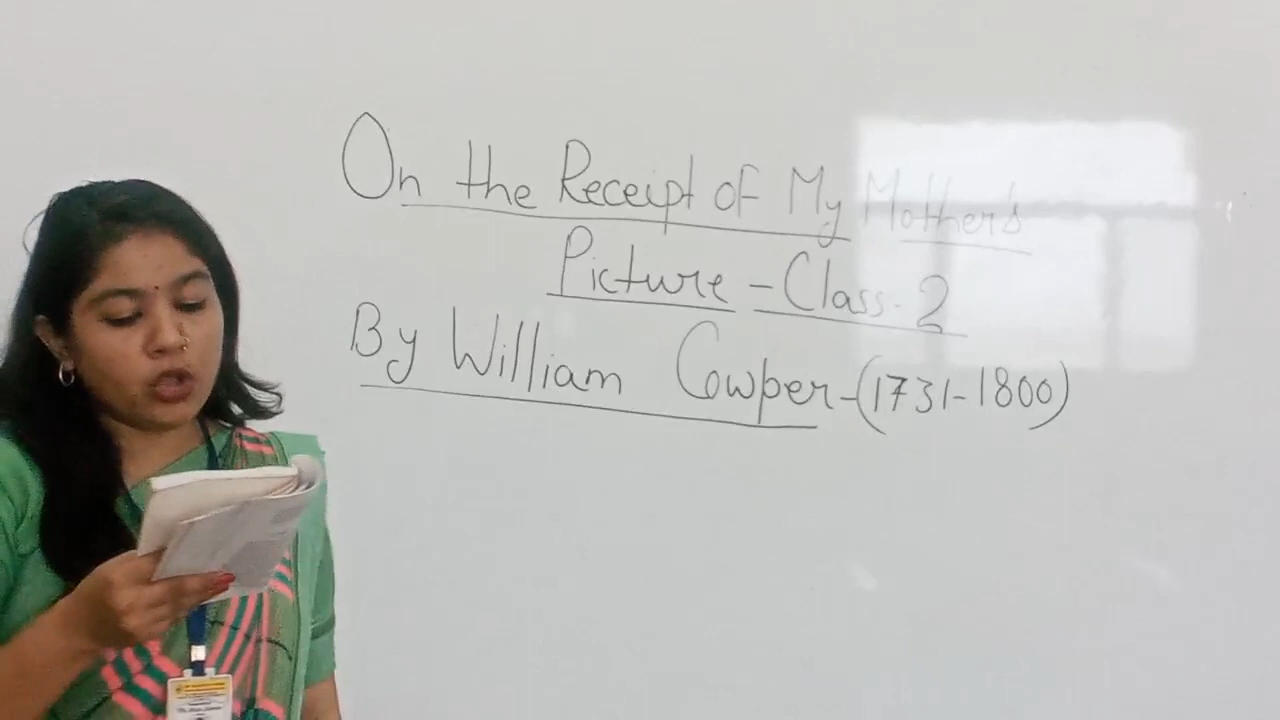 On the Receipt of My Mother's
Picture - Class - 2
By William Cowper - (1731-1800)